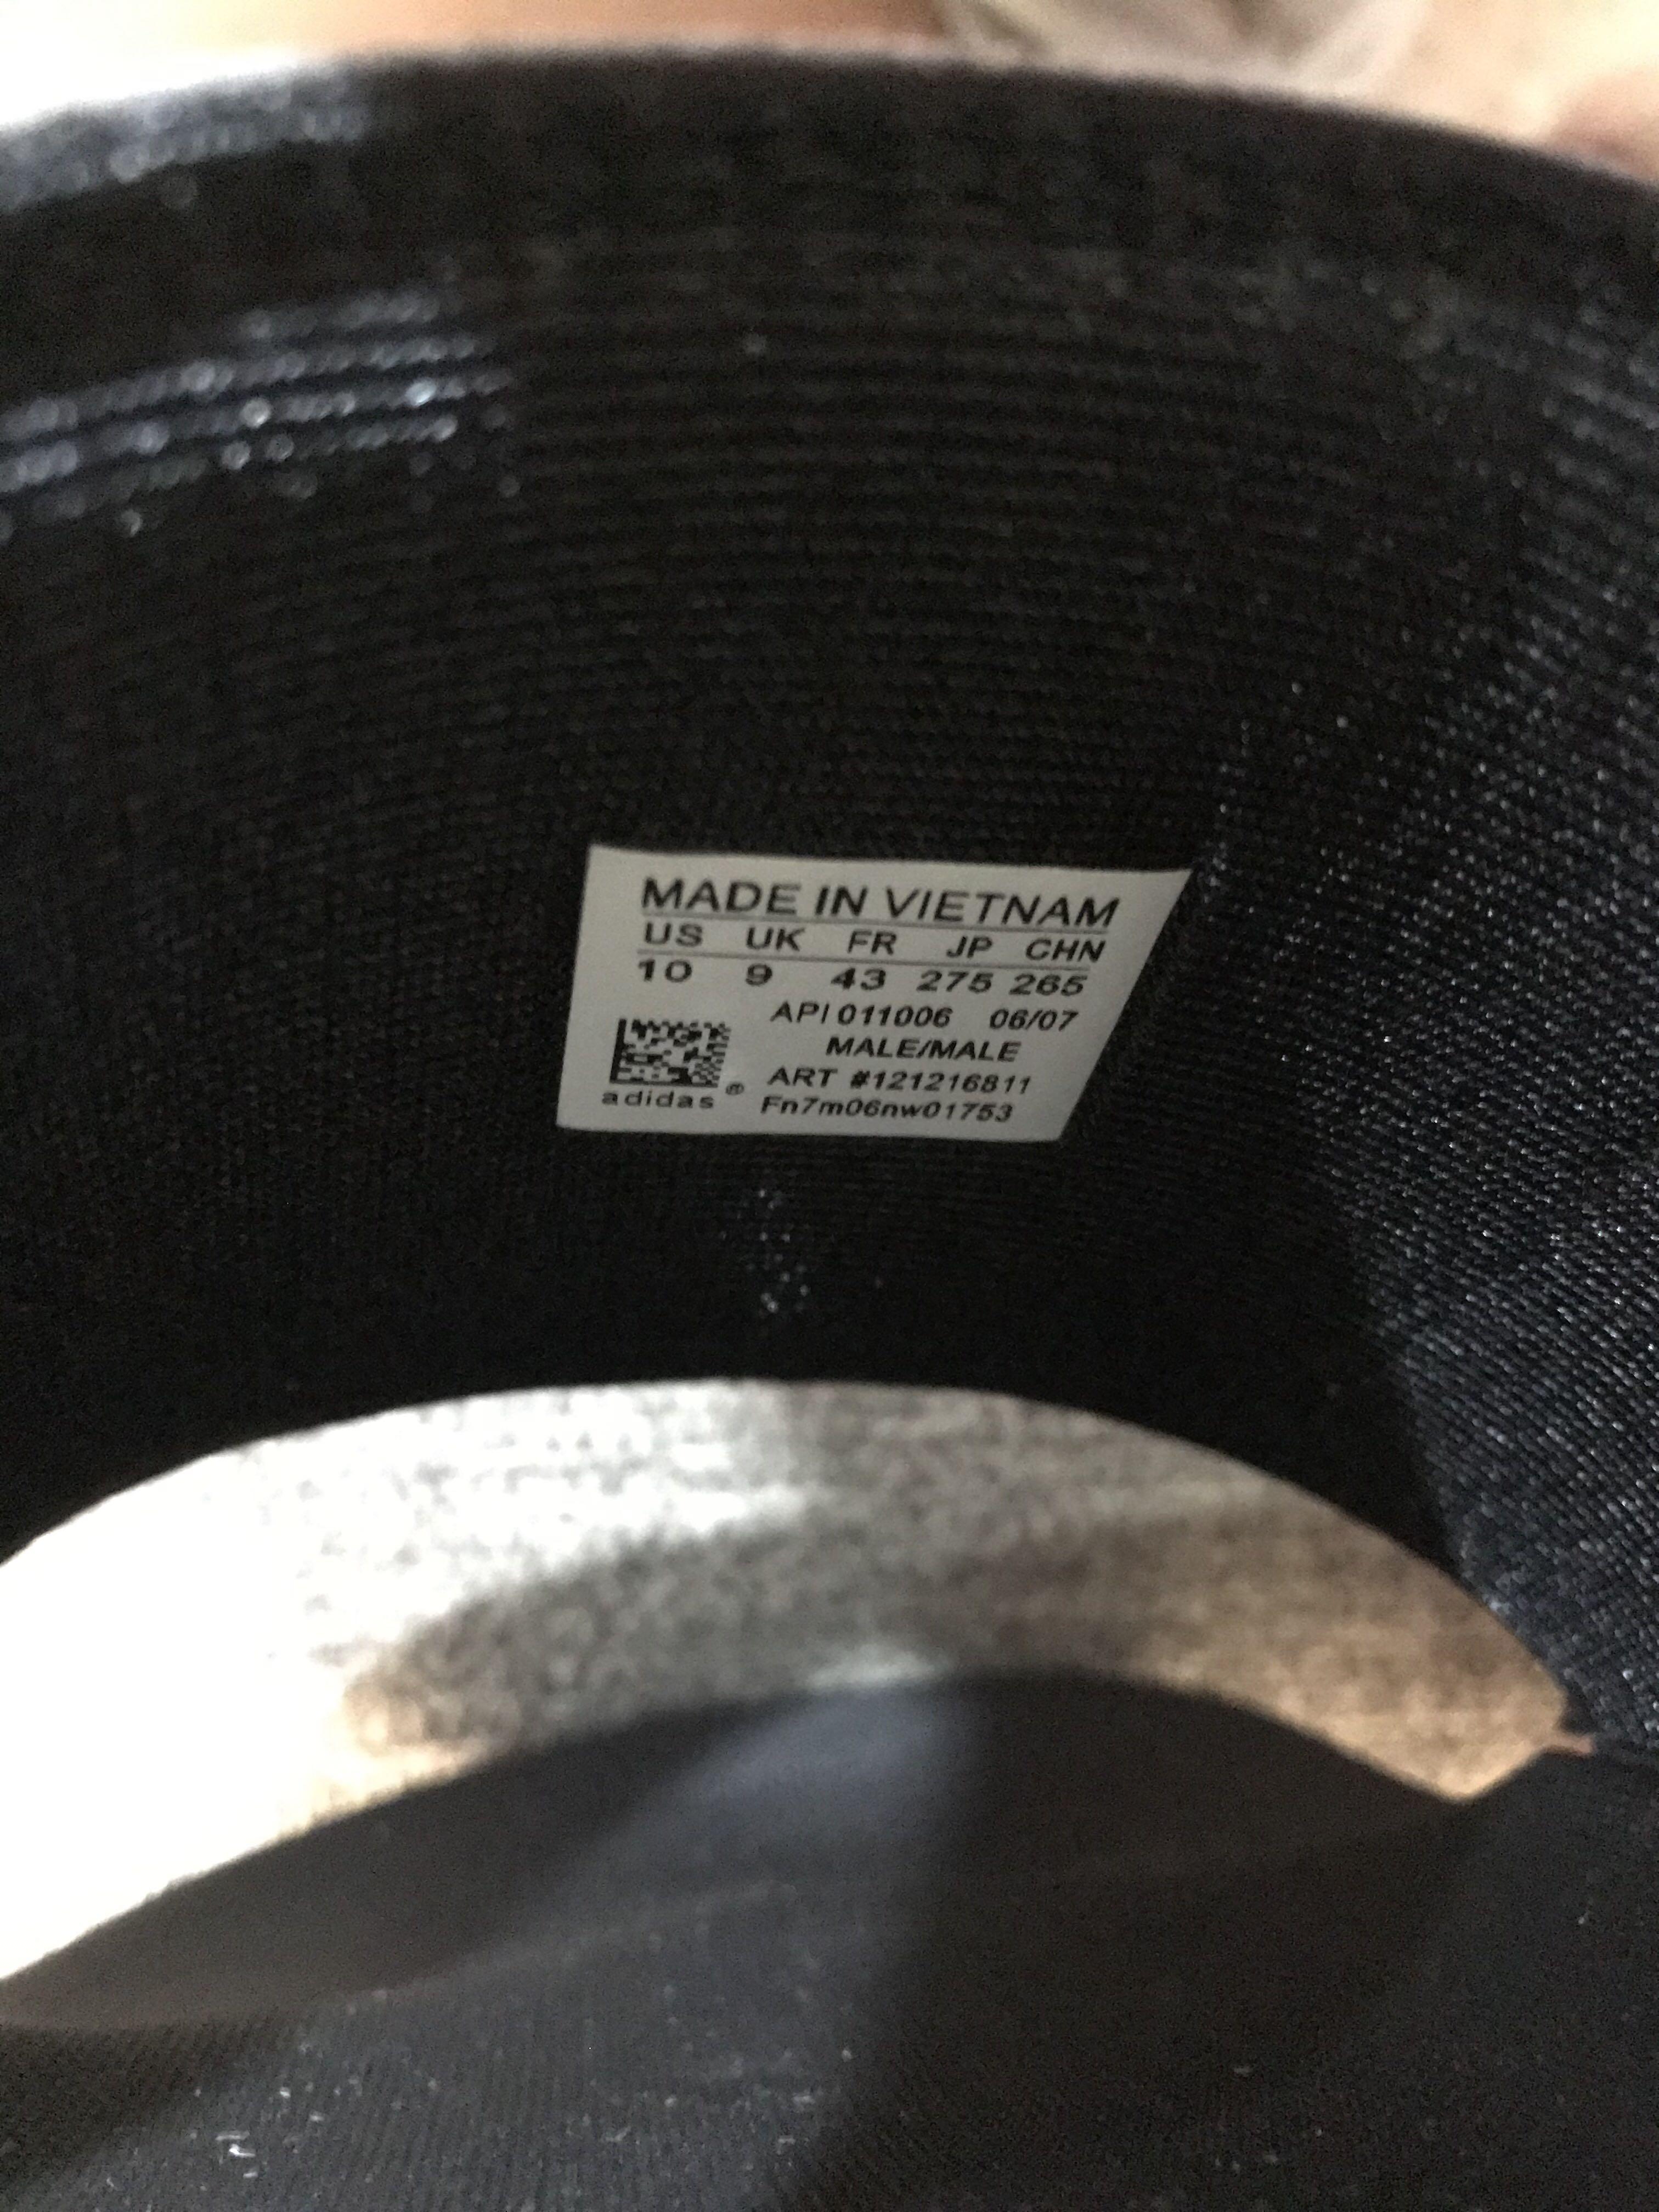 MADE IN VIETNAM
US UK FR JP CHN
10 9 43 275 265
API 011006 06/07
MALE/MALE
ART #121216811
adidas ® Fn7m06nw01753